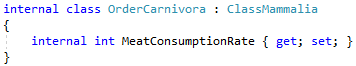 internal class OrderCarnivora : ClassMammalia
{
    internal int MeatConsumptionRate { get; set; }
}